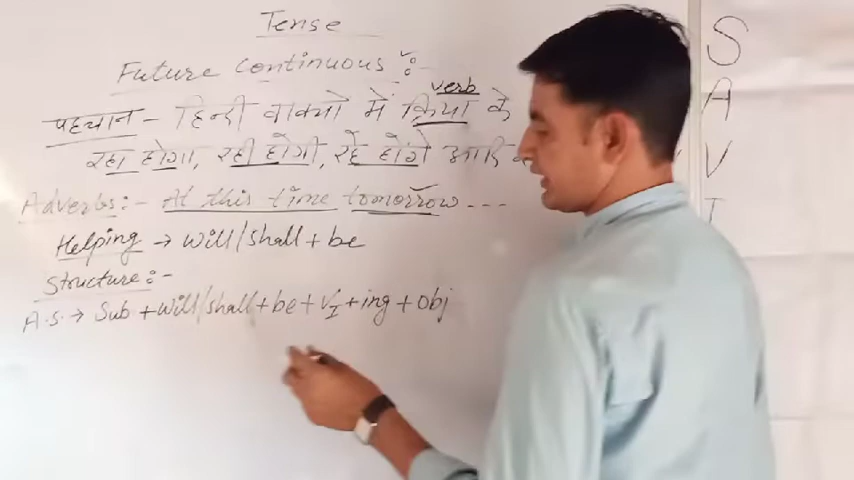 Tense
Future Continuous :
verb
पहचान - हिन्दी वाक्यों में क्रिया के
रहा होगा, रही होगी, रहे होंगे आदि
Adverbs:- At this time tomorrow ---
Helping → will/shall + be
Structure:-
A.S. → Sub + will/shall + be + V1 + ing + obj
S
A
V
I